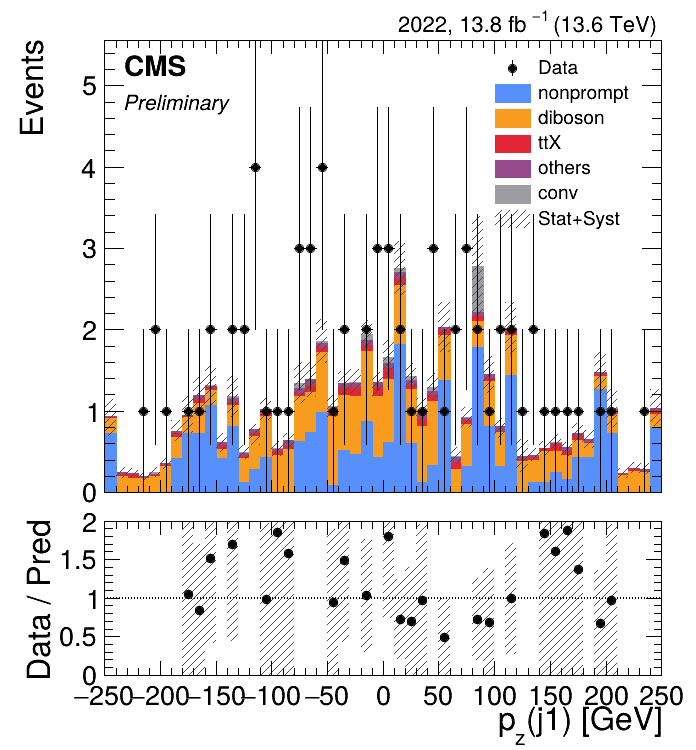 2022, 13.8 fb⁻¹ (13.6 TeV)
CMS
Preliminary
Data
nonprompt
diboson
ttX
others
conv
Stat+Syst
Events
5
4
3
2
1
0
Data / Pred
2
1.5
1
0.5
0
−250 −200 −150 −100 −50 0 50 100 150 200 250
p_z(j1) [GeV]